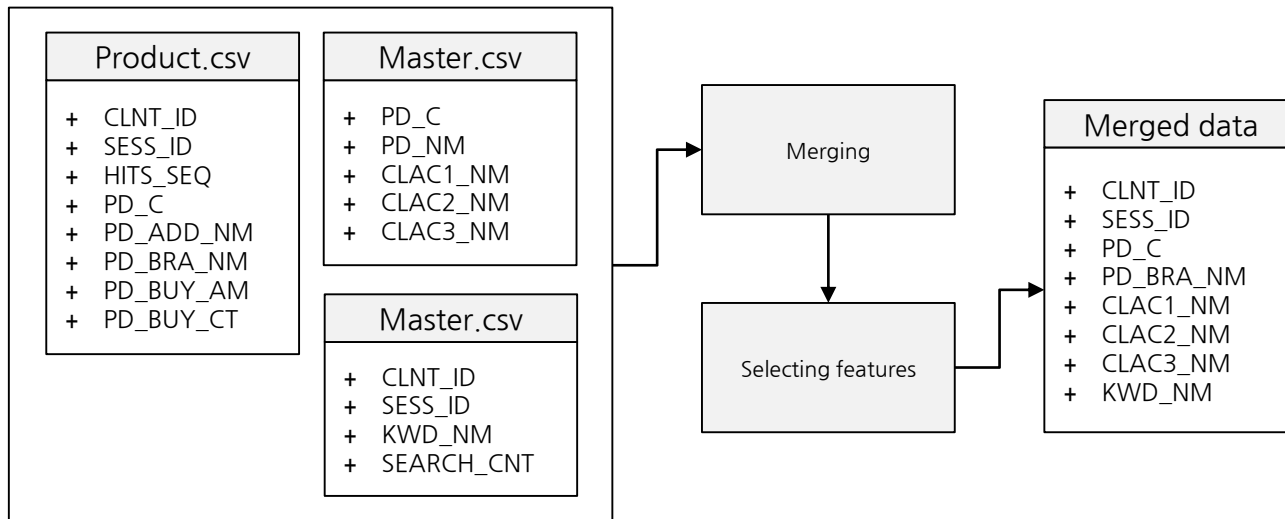 Product.csv
+ CLNT_ID
+ SESS_ID
+ HITS_SEQ
+ PD_C
+ PD_ADD_NM
+ PD_BRA_NM
+ PD_BUY_AM
+ PD_BUY_CT
Master.csv
+ PD_C
+ PD_NM
+ CLAC1_NM
+ CLAC2_NM
+ CLAC3_NM
Master.csv
+ CLNT_ID
+ SESS_ID
+ KWD_NM
+ SEARCH_CNT
Merging
Selecting features
Merged data
+ CLNT_ID
+ SESS_ID
+ PD_C
+ PD_BRA_NM
+ CLAC1_NM
+ CLAC2_NM
+ CLAC3_NM
+ KWD_NM